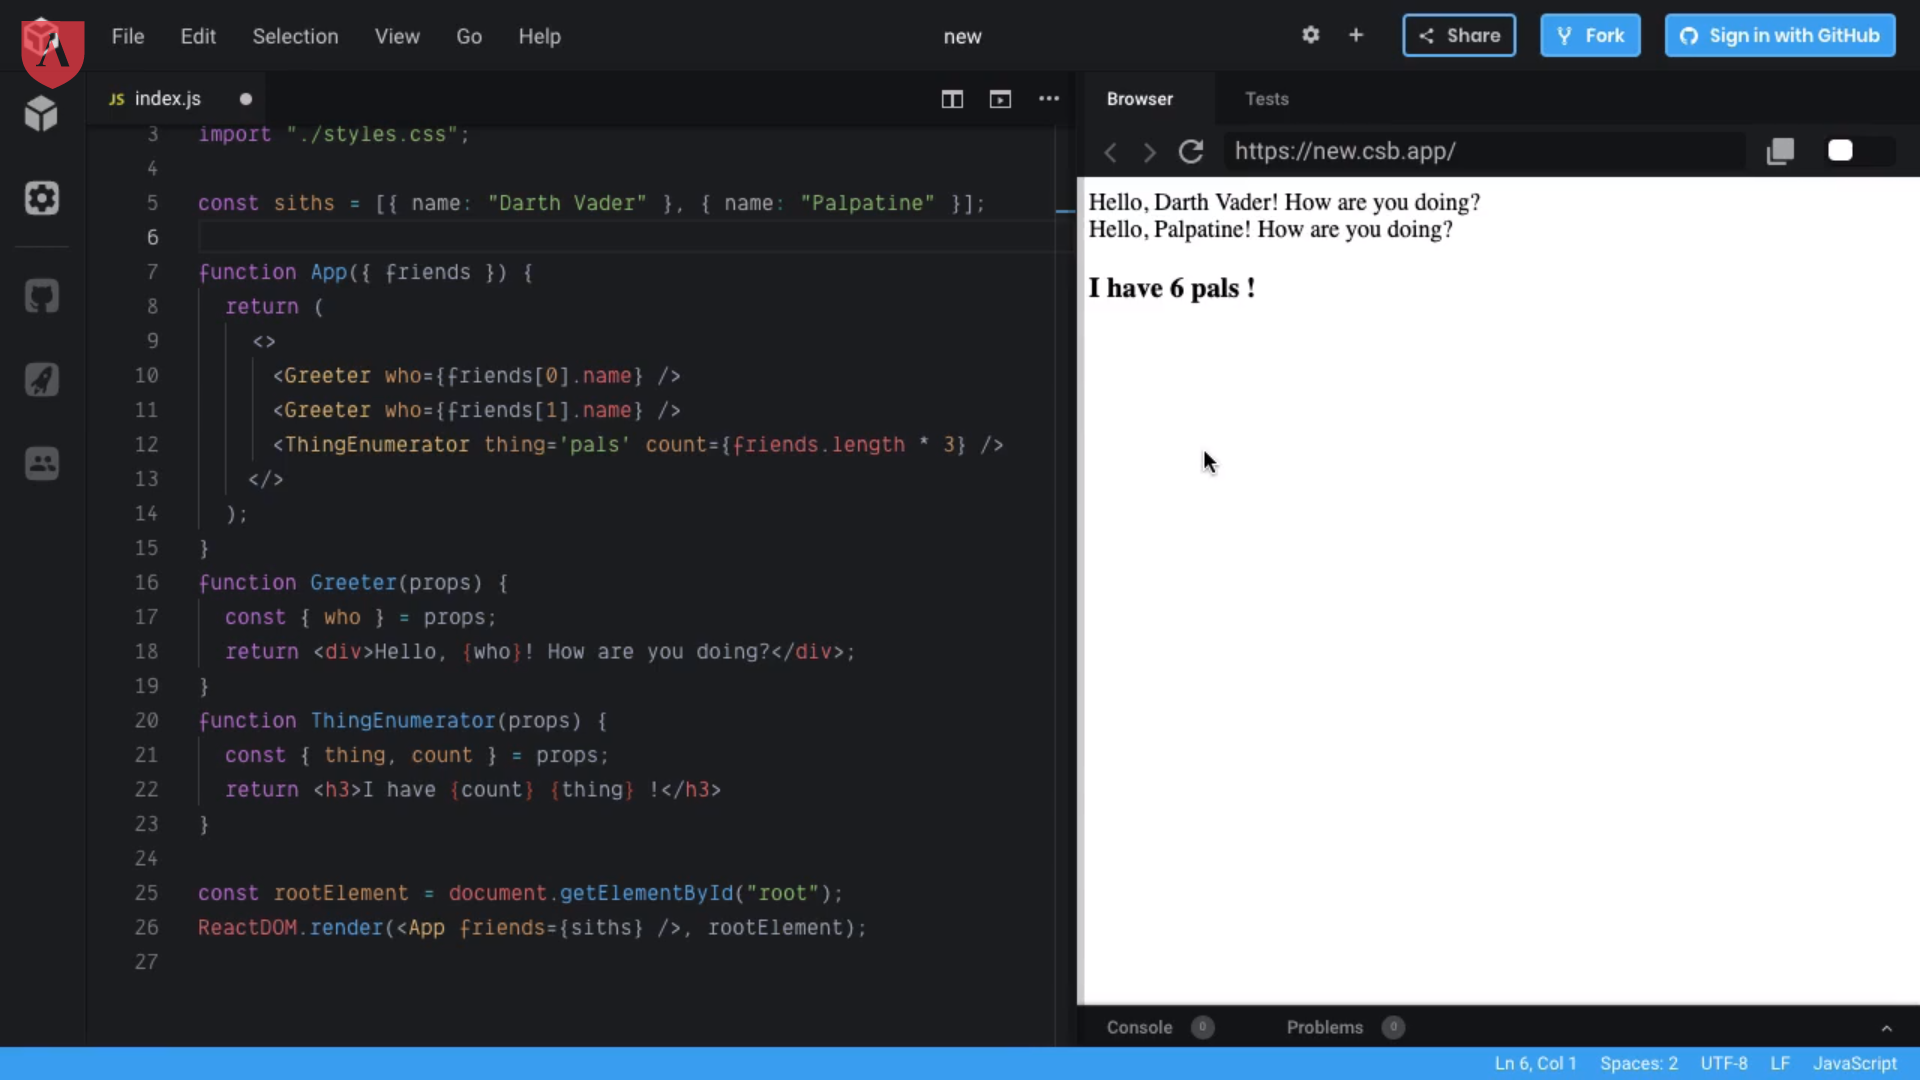 File Edit Selection View Go Help new + Share Fork Sign in with GitHub
JS index.js
3 import "./styles.css";
4
5 const siths = [{ name: "Darth Vader" }, { name: "Palpatine" }];
6
7 function App({ friends }) {
8 return (
9 <>
10 <Greeter who={friends[0].name} />
11 <Greeter who={friends[1].name} />
12 <ThingEnumerator thing='pals' count={friends.length * 3} />
13 </>
14 );
15 }
16 function Greeter(props) {
17 const { who } = props;
18 return <div>Hello, {who}! How are you doing?</div>;
19 }
20 function ThingEnumerator(props) {
21 const { thing, count } = props;
22 return <h3>I have {count} {thing} !</h3>
23 }
24
25 const rootElement = document.getElementById("root");
26 ReactDOM.render(<App friends={siths} />, rootElement);
27
Browser Tests
https://new.csb.app/
Hello, Darth Vader! How are you doing?
Hello, Palpatine! How are you doing?
I have 6 pals !
Console 0 Problems 0
Ln 6, Col 1 Spaces: 2 UTF-8 LF JavaScript